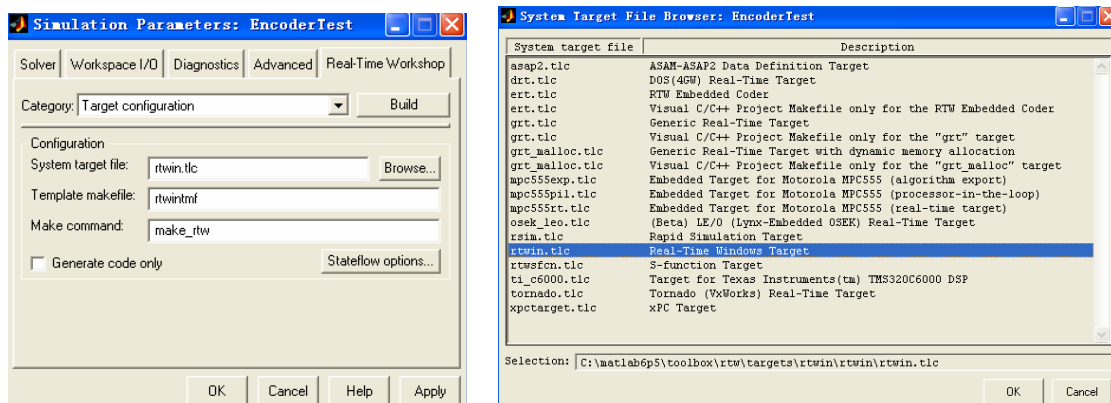 Simulation Parameters: EncoderTest
Solver Workspace I/O Diagnostics Advanced Real-Time Workshop
Category: Target configuration Build
Configuration
System target file: rtwin.tlc Browse...
Template makefile: rtwintmf
Make command: make_rtw
Generate code only Stateflow options...
OK Cancel Help Apply
System Target File Browser: EncoderTest
System target file Description
asap2.tlc ASAM-ASAP2 Data Definition Target
drt.tlc DOS(4GW) Real-Time Target
ert.tlc RTW Embedded Coder
ert.tlc Visual C/C++ Project Makefile only for the RTW Embedded Coder
grt.tlc Generic Real-Time Target
grt.tlc Visual C/C++ Project Makefile only for the "grt" target
grt_malloc.tlc Generic Real-Time Target with dynamic memory allocation
grt_malloc.tlc Visual C/C++ Project Makefile only for the "grt_malloc" target
mpc555exp.tlc Embedded Target for Motorola MPC555 (algorithm export)
mpc555pil.tlc Embedded Target for Motorola MPC555 (processor-in-the-loop)
mpc555rt.tlc Embedded Target for Motorola MPC555 (real-time target)
osek_leo.tlc (Beta) LE/O (Lynx-Embedded OSEK) Real-Time Target
rsim.tlc Rapid Simulation Target
rtwin.tlc Real-Time Windows Target
rtwsfcn.tlc S-function Target
ti_c6000.tlc Target for Texas Instruments(tm) TMS320C6000 DSP
tornado.tlc Tornado (VxWorks) Real-Time Target
xpctarget.tlc xPC Target
Selection: C:\matlab6p5\toolbox\rtw\targets\rtwin\rtwin\rtwin.tlc
OK Cancel